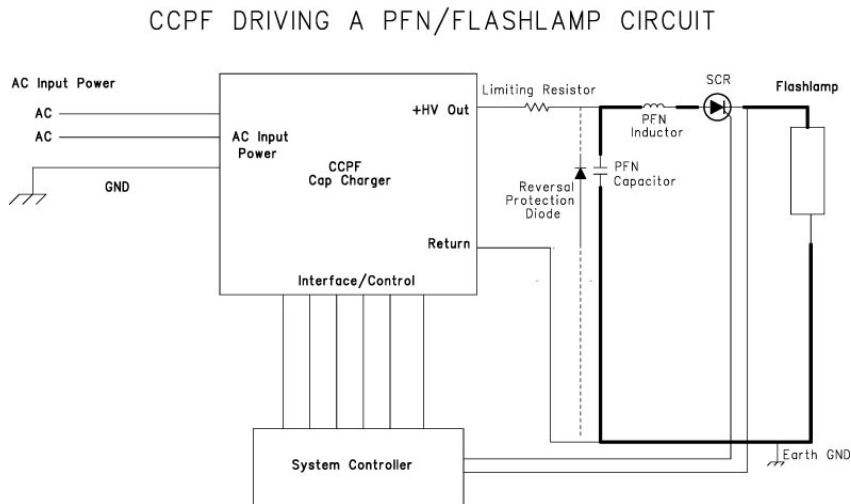 CCPF DRIVING A PFN/FLASHLAMP CIRCUIT
AC Input Power
AC
AC
GND
AC Input
Power
CCPF
Cap Charger
+HV Out
Return
Interface/Control
Limiting Resistor
PFN
Inductor
SCR
Flashlamp
PFN
Capacitor
Reversal
Protection
Diode
Earth GND
System Controller